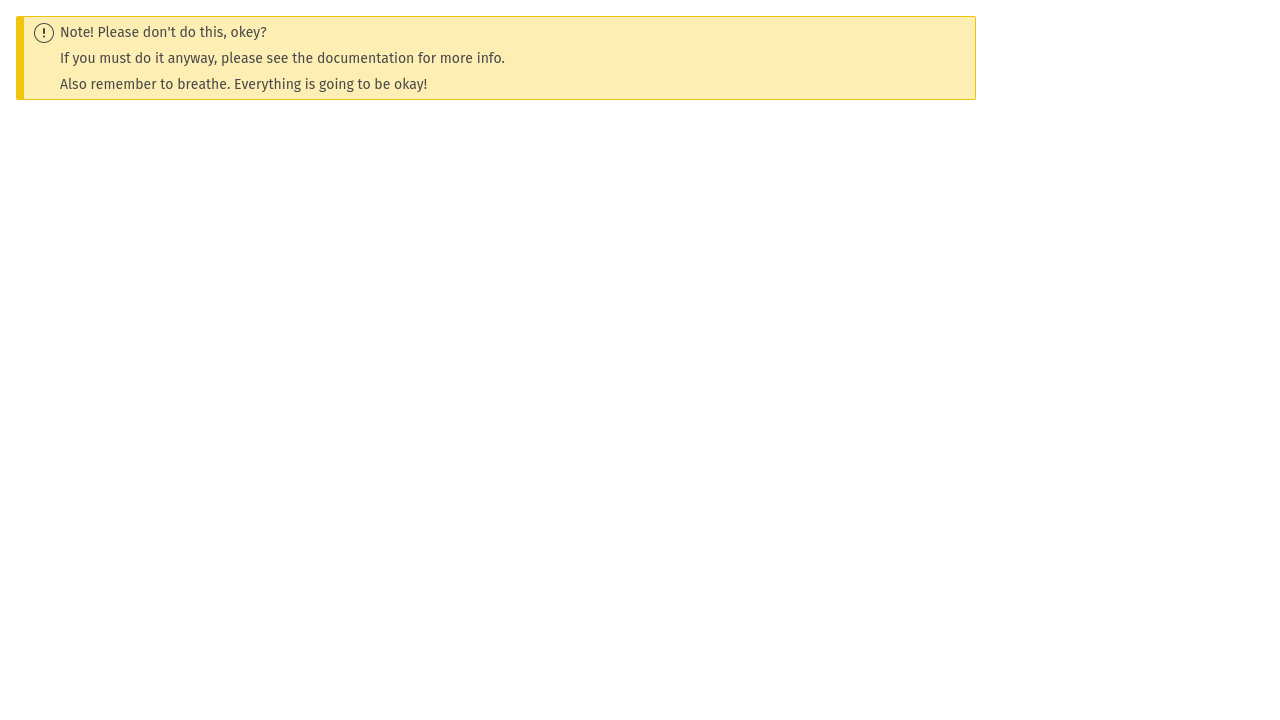 Note! Please don't do this, okey?
If you must do it anyway, please see the documentation for more info.
Also remember to breathe. Everything is going to be okay!